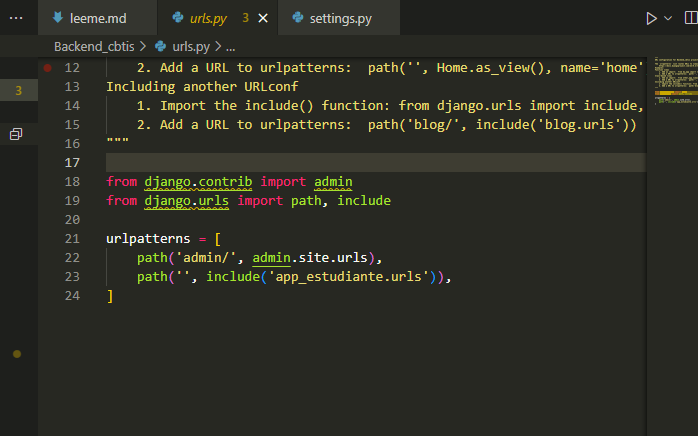 ... leeme.md urls.py 3 settings.py
Backend_cbtis > urls.py > ...
3
12 2. Add a URL to urlpatterns: path('', Home.as_view(), name='home'
13 Including another URLconf
14 1. Import the include() function: from django.urls import include,
15 2. Add a URL to urlpatterns: path('blog/', include('blog.urls'))
16 """
17
18 from django.contrib import admin
19 from django.urls import path, include
20
21 urlpatterns = [
22 path('admin/', admin.site.urls),
23 path('', include('app_estudiante.urls')),
24 ]